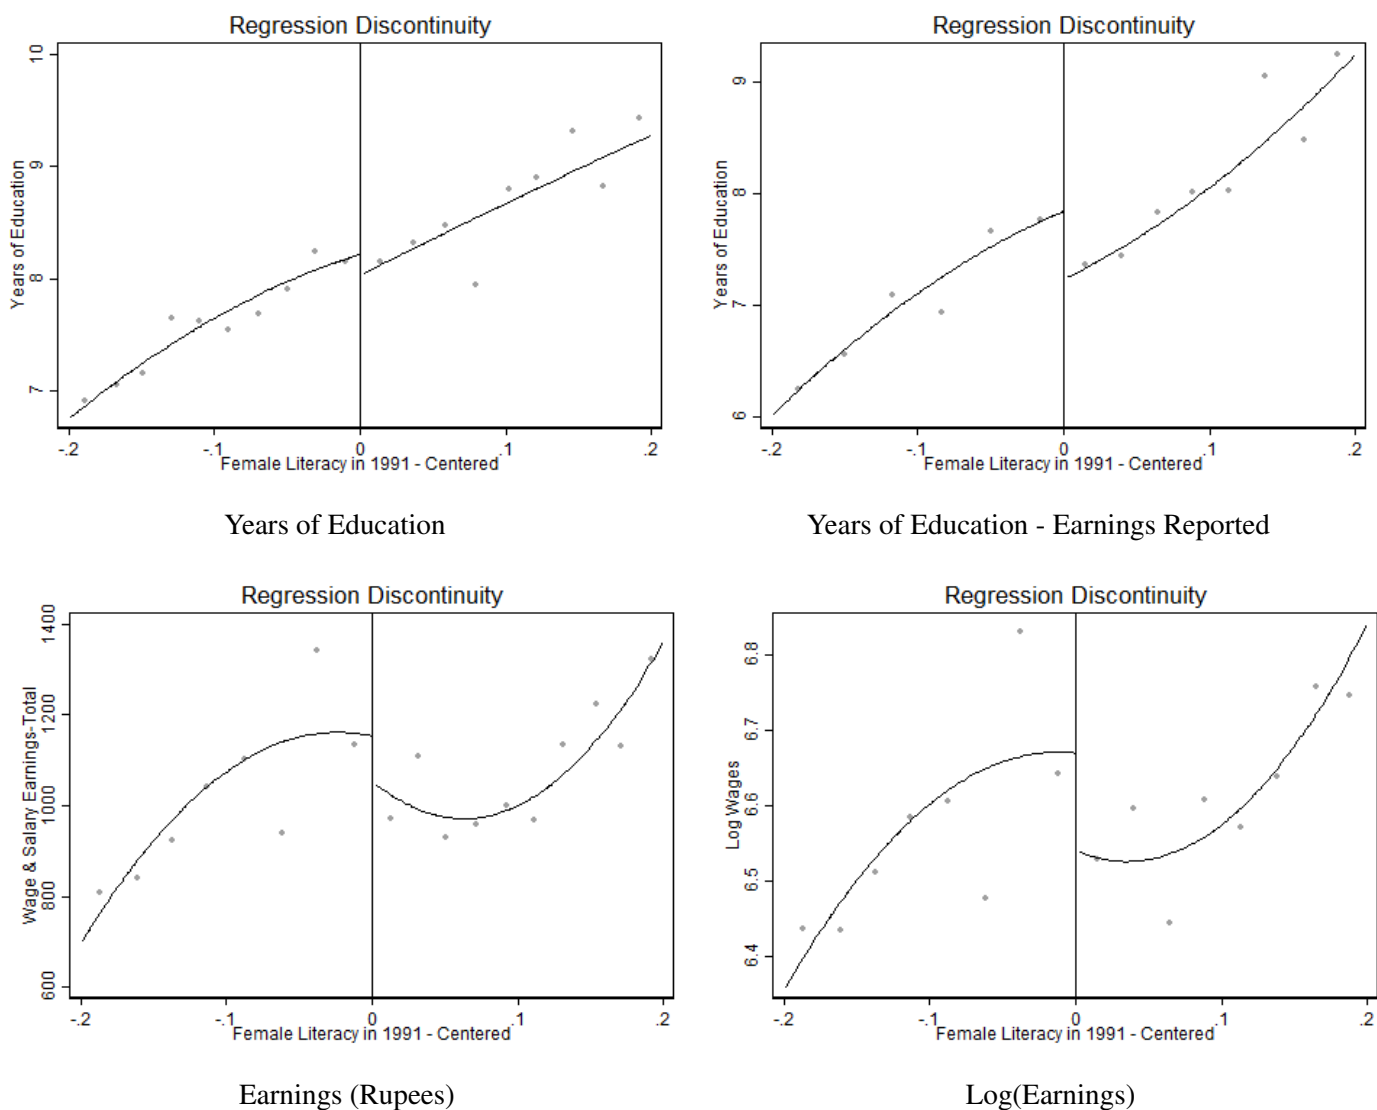 Regression Discontinuity
Years of Education
10
9
8
7
-.2
-.1
0
.1
.2
Female Literacy in 1991 - Centered
Years of Education
Regression Discontinuity
Years of Education
9
8
7
6
-.2
-.1
0
.1
.2
Female Literacy in 1991 - Centered
Years of Education - Earnings Reported
Regression Discontinuity
Wage & Salary Earnings-Total
1400
1200
1000
800
600
-.2
-.1
0
.1
.2
Female Literacy in 1991 - Centered
Earnings (Rupees)
Regression Discontinuity
Log Wages
6.8
6.7
6.6
6.5
6.4
-.2
-.1
0
.1
.2
Female Literacy in 1991 - Centered
Log(Earnings)